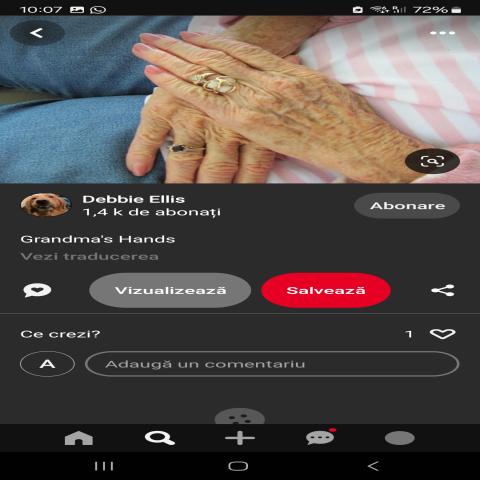 10:07
72%
Debbie Ellis
1,4 k de abonați
Abonare
Grandma's Hands
Vezi traducerea
Vizualizează
Salvează
Ce crezi?
1
A
Adaugă un comentariu